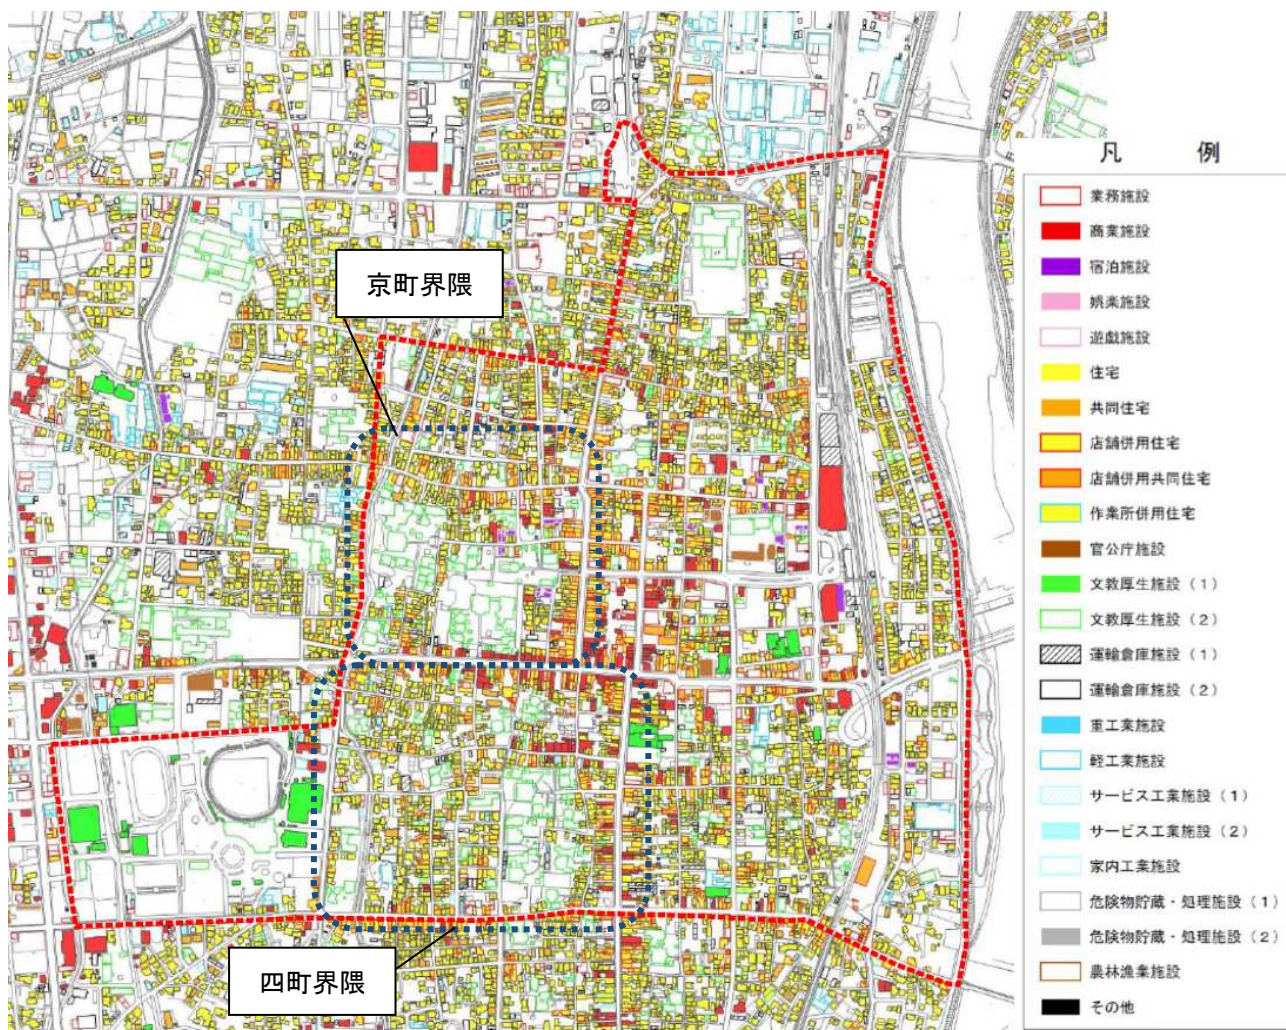 京町界隈
四町界隈
凡 例
業務施設
商業施設
宿泊施設
娯楽施設
遊戯施設
住宅
共同住宅
店舗併用住宅
店舗併用共同住宅
作業所併用住宅
官公庁施設
文教厚生施設（１）
文教厚生施設（２）
運輸倉庫施設（１）
運輸倉庫施設（２）
重工業施設
軽工業施設
サービス工業施設（１）
サービス工業施設（２）
家内工業施設
危険物貯蔵・処理施設（１）
危険物貯蔵・処理施設（２）
農林漁業施設
その他